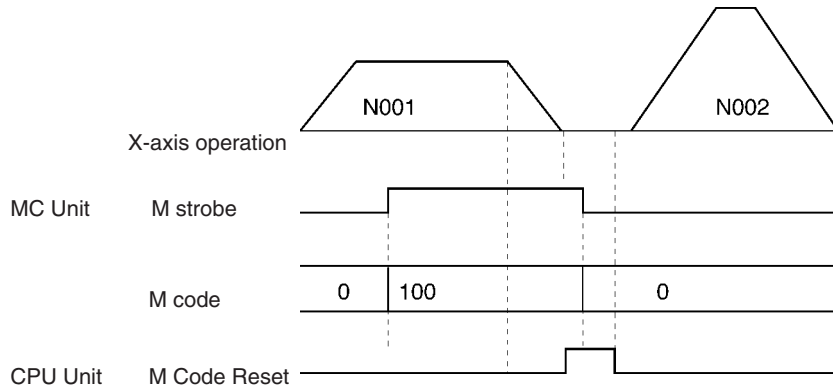 N001
N002
X-axis operation
MC Unit M strobe
M code 0 100 0
CPU Unit M Code Reset